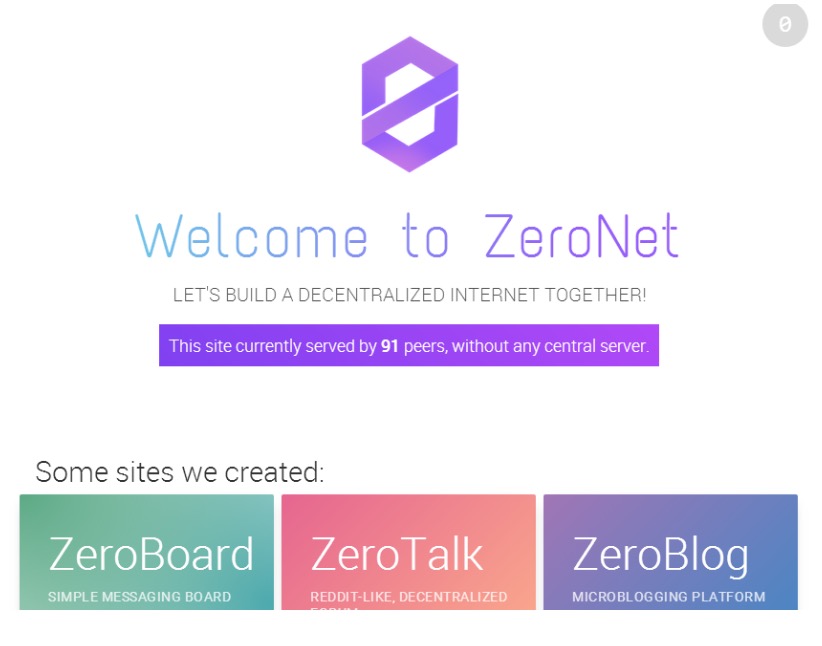 0
Welcome to ZeroNet
LET'S BUILD A DECENTRALIZED INTERNET TOGETHER!
This site currently served by 91 peers, without any central server.
Some sites we created:
ZeroBoard
SIMPLE MESSAGING BOARD
ZeroTalk
REDDIT-LIKE, DECENTRALIZED
ZeroBlog
MICROBLOGGING PLATFORM